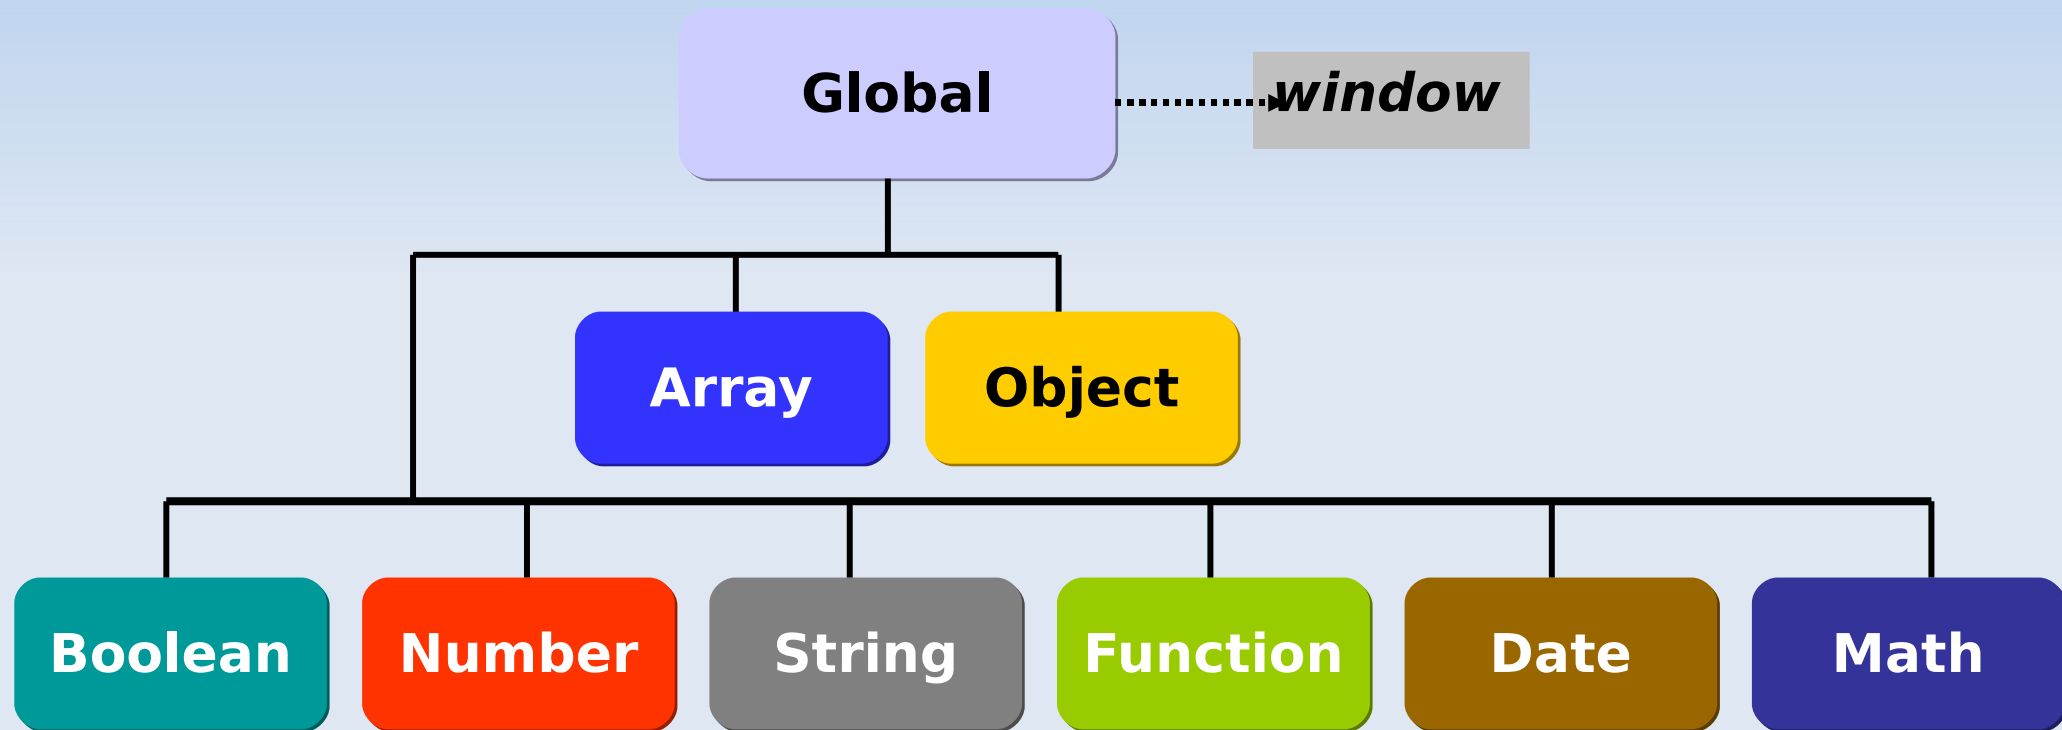 Global
window
Array
Object
Boolean
Number
String
Function
Date
Math